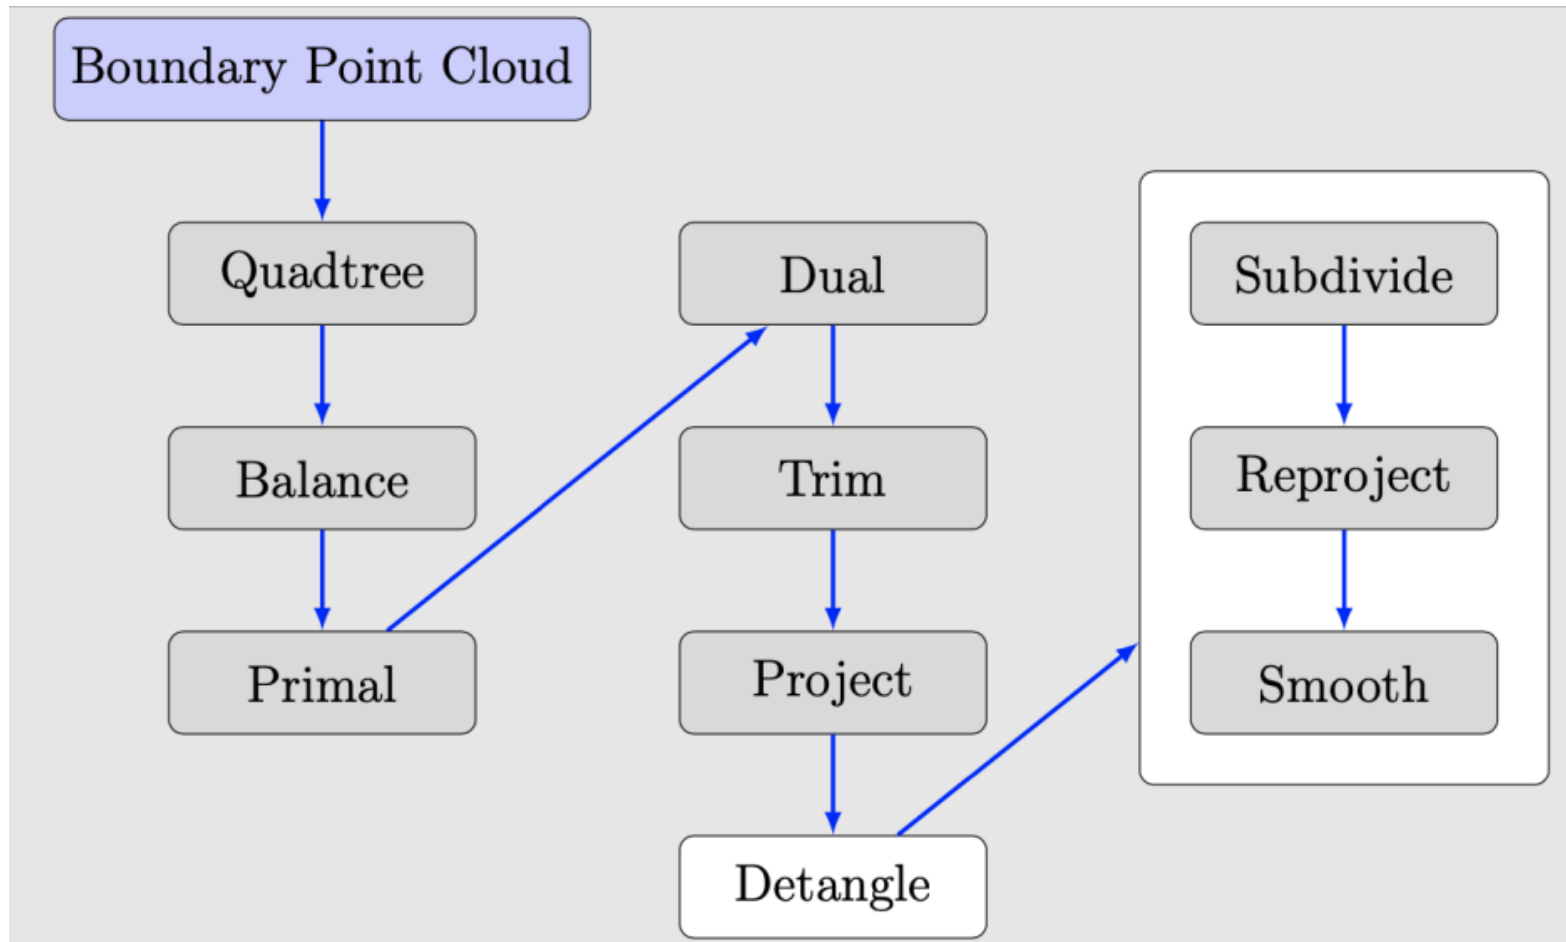 Boundary Point Cloud
Quadtree
Balance
Primal
Dual
Trim
Project
Detangle
Subdivide
Reproject
Smooth